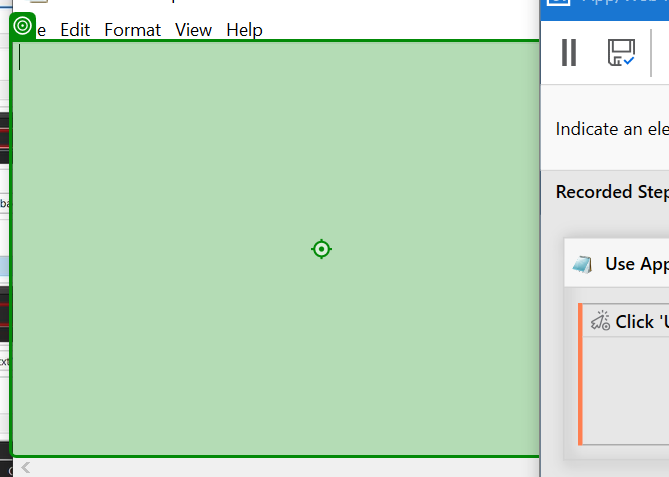 e Edit Format View Help
Indicate an ele
Recorded Step
Use App
Click 'U
ba
xt